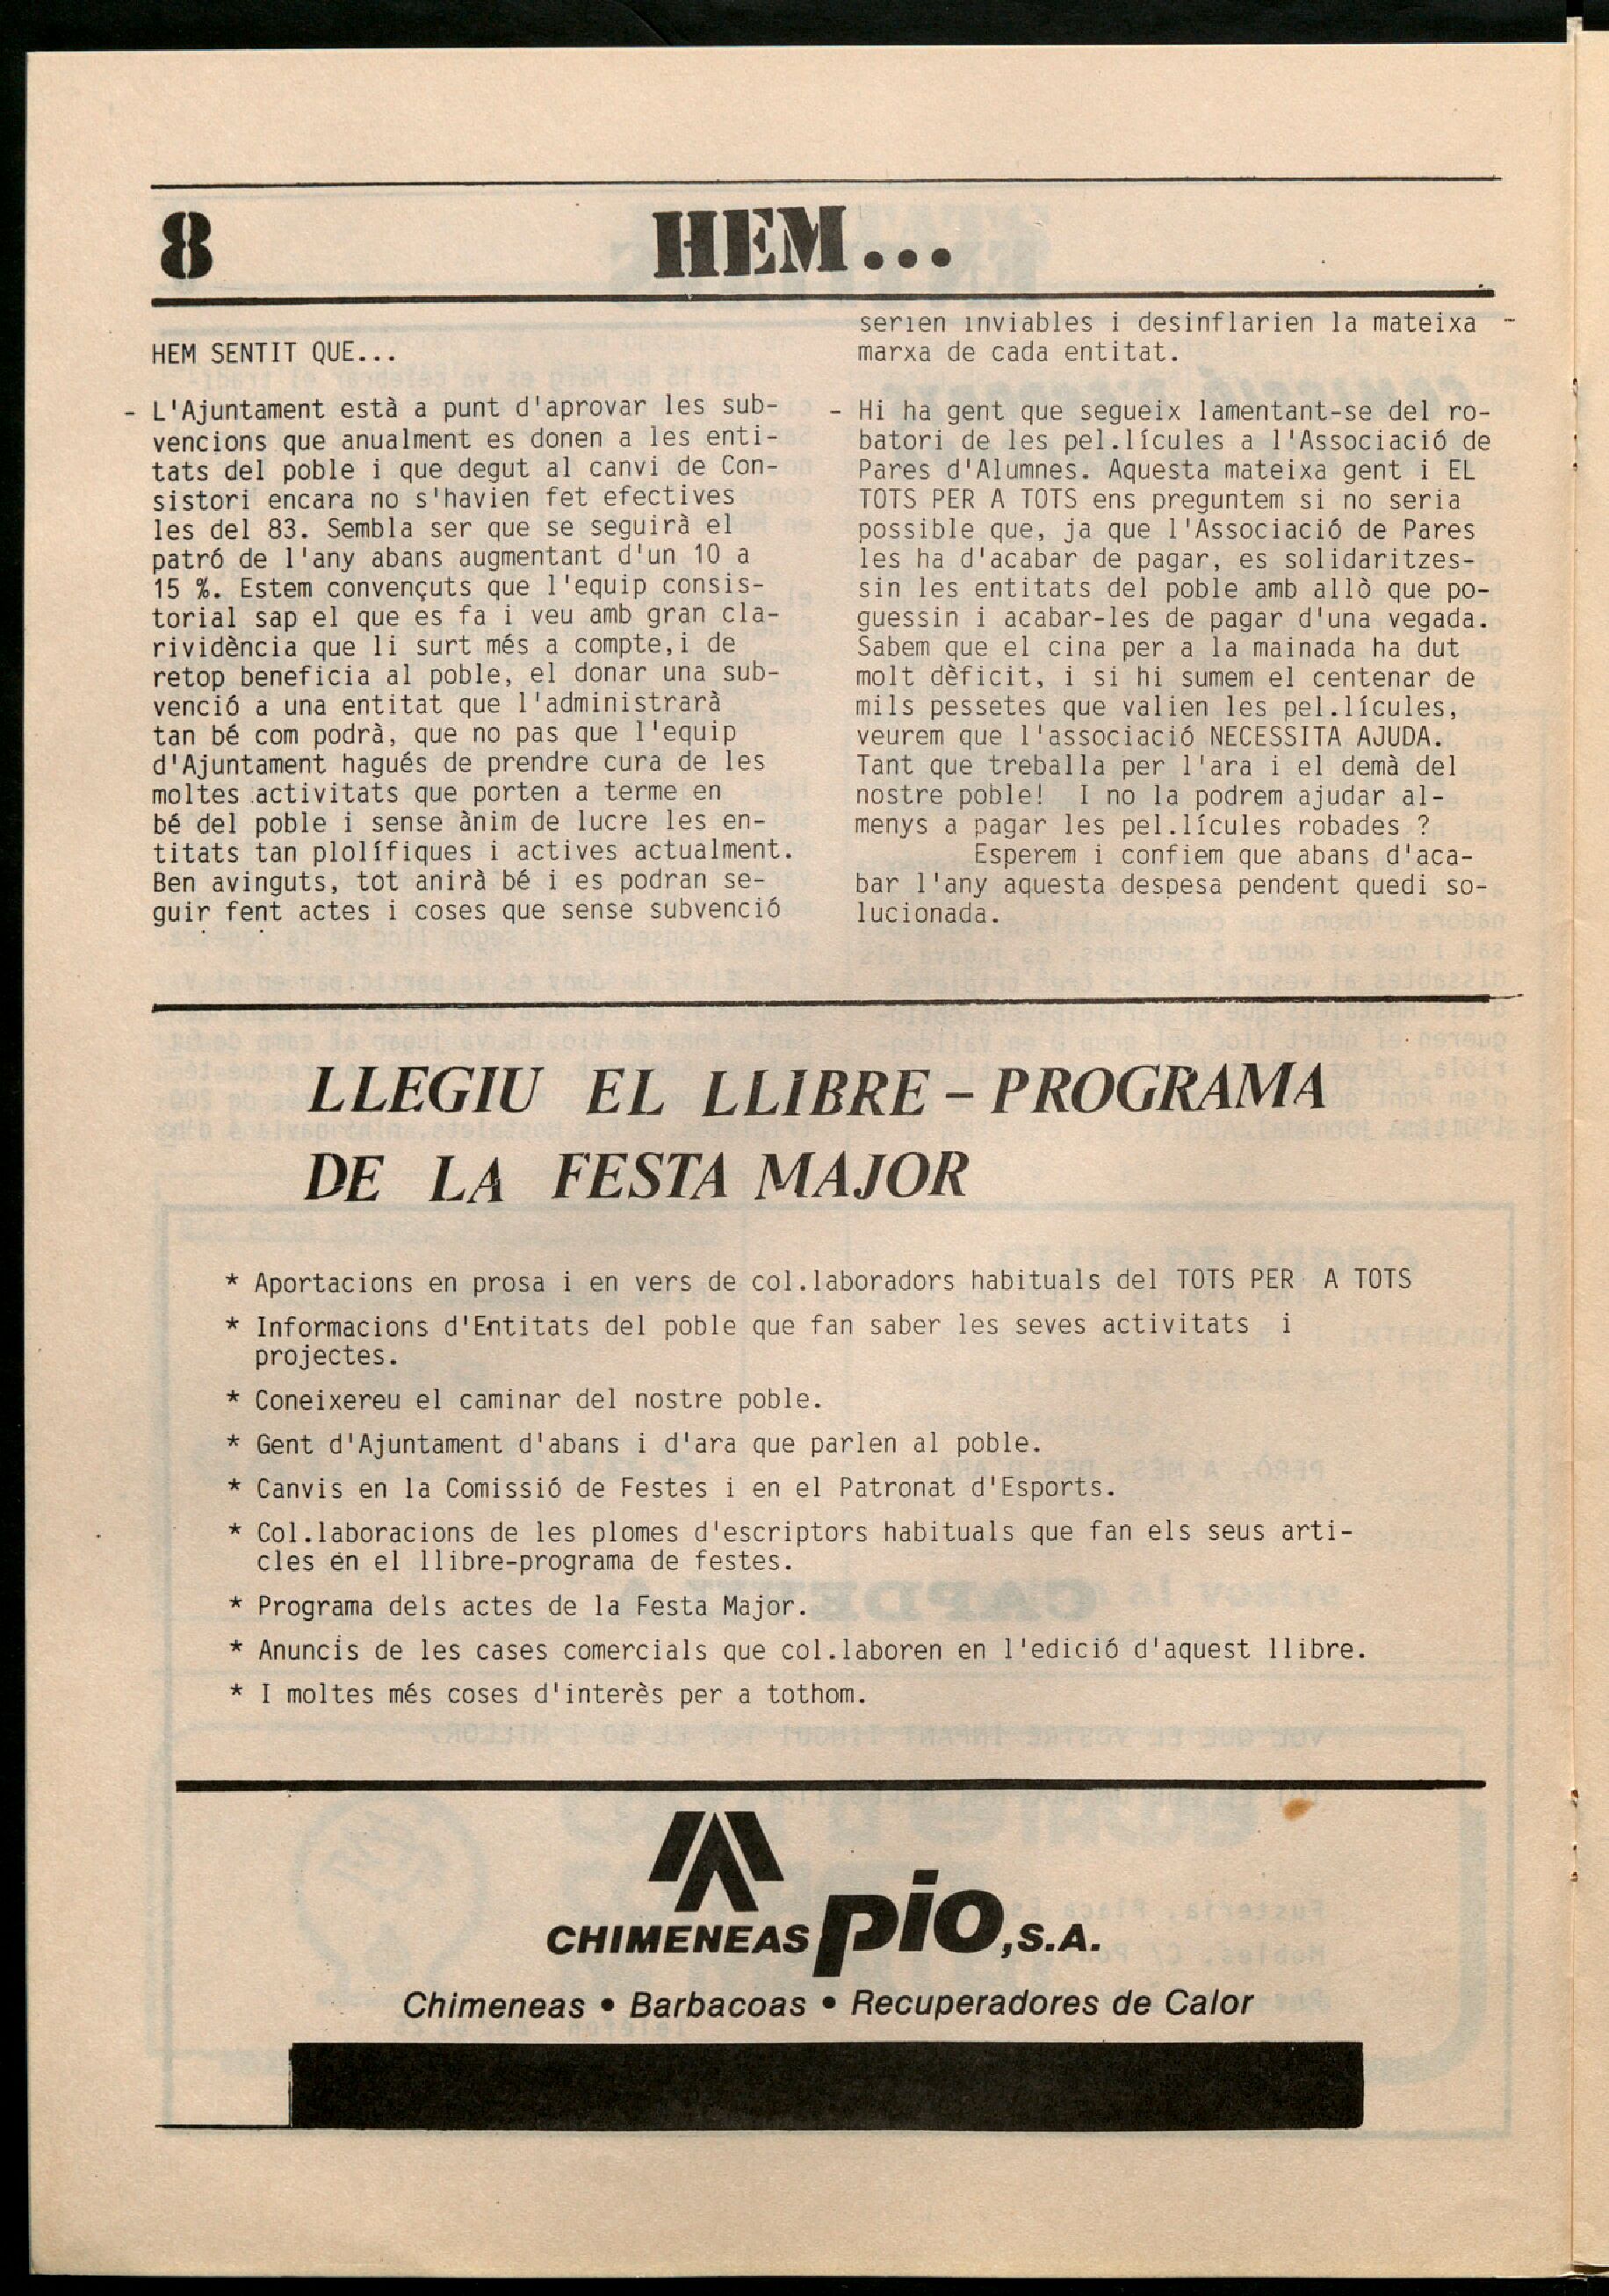 8
HEM...
HEM SENTIT QUE...
- L'Ajuntament està a punt d'aprovar les sub-
vencions que anualment es donen a les enti-
tats del poble i que degut al canvi de Con-
sistori encara no s'havien fet efectives
les del 83. Sembla ser que se seguirà el
patró de l'any abans augmentant d'un 10 a
15 %. Estem convençuts que l'equip consis-
torial sap el que es fa i veu amb gran cla-
rividència que li surt més a compte,i de
retop beneficia al poble, el donar una sub-
venció a una entitat que l'administrarà
tan bé com podrà, que no pas que l'equip
d'Ajuntament hagués de prendre cura de les
moltes activitats que porten a terme en
bé del poble i sense ànim de lucre les en-
titats tan plolífiques i actives actualment.
Ben avinguts, tot anirà bé i es podran se-
guir fent actes i coses que sense subvenció
serien inviables i desinflarien la mateixa -
marxa de cada entitat.
- Hi ha gent que segueix lamentant-se del ro-
batori de les pel.lícules a l'Associació de
Pares d'Alumnes. Aquesta mateixa gent i EL
TOTS PER A TOTS ens preguntem si no seria
possible que, ja que l'Associació de Pares
les ha d'acabar de pagar, es solidaritzes-
sin les entitats del poble amb allò que po-
guessin i acabar-les de pagar d'una vegada.
Sabem que el cina per a la mainada ha dut
molt dèficit, i si hi sumem el centenar de
mils pessetes que valien les pel.lícules,
veurem que l'associació NECESSITA AJUDA.
Tant que treballa per l'ara i el demà del
nostre poble! I no la podrem ajudar al-
menys a pagar les pel.lícules robades ?
Esperem i confiem que abans d'aca-
bar l'any aquesta despesa pendent quedi so-
lucionada.
LLEGIU EL LLIBRE - PROGRAMA
DE LA FESTA MAJOR
* Aportacions en prosa i en vers de col.laboradors habituals del TOTS PER A TOTS
* Informacions d'Entitats del poble que fan saber les seves activitats i
projectes.
* Coneixereu el caminar del nostre poble.
* Gent d'Ajuntament d'abans i d'ara que parlen al poble.
* Canvis en la Comissió de Festes i en el Patronat d'Esports.
* Col.laboracions de les plomes d'escriptors habituals que fan els seus arti-
cles en el llibre-programa de festes.
* Programa dels actes de la Festa Major.
* Anuncis de les cases comercials que col.laboren en l'edició d'aquest llibre.
* I moltes més coses d'interès per a tothom.
CHIMENEAS pio, S.A.
Chimeneas • Barbacoas • Recuperadores de Calor